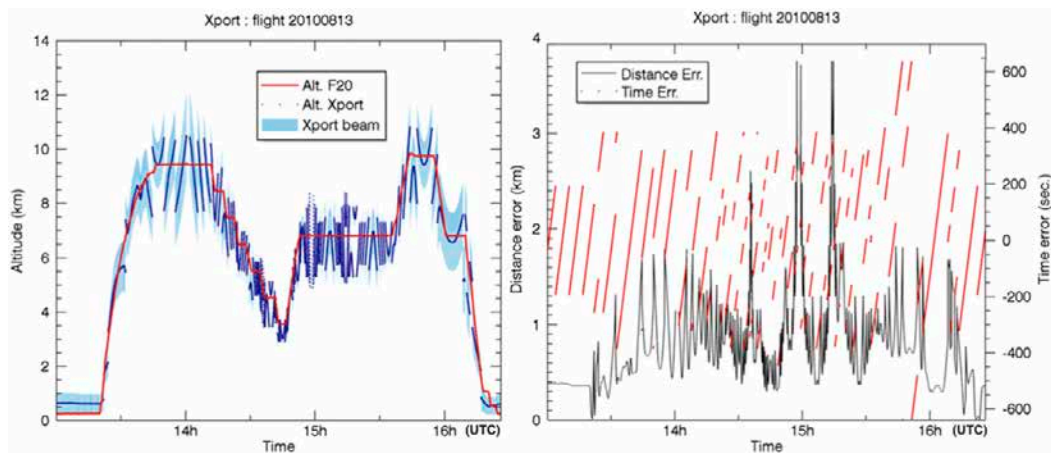 Xport : flight 20100813
14
12
10
8
6
4
2
0
Altitude (km)
Alt. F20
Alt. Xport
Xport beam
14h
15h
16h (UTC)
Time
Xport : flight 20100813
4
3
2
1
0
Distance error (km)
Distance Err.
Time Err.
600
400
200
0
-200
-400
-600
Time error (sec.)
14h
15h
16h (UTC)
Time